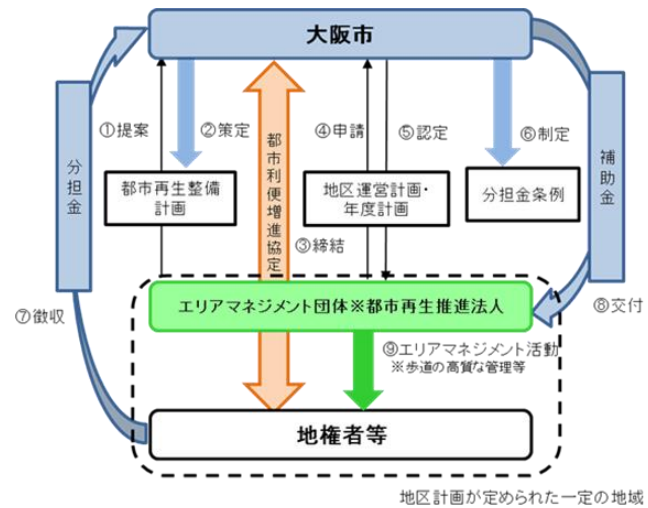 大阪市
①提案
②策定
④申請
⑤認定
⑥制定
分担金
都市再生整備
計画
都市利便増進協定
③締結
地区運営計画・
年度計画
分担金条例
補助金
エリアマネジメント団体※都市再生推進法人
⑦徴収
⑧交付
⑨エリアマネジメント活動
※歩道の高質な管理等
地権者等
地区計画が定められた一定の地域